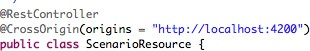 @RestController
@CrossOrigin(origins = "http://localhost:4200")
public class ScenarioResource {